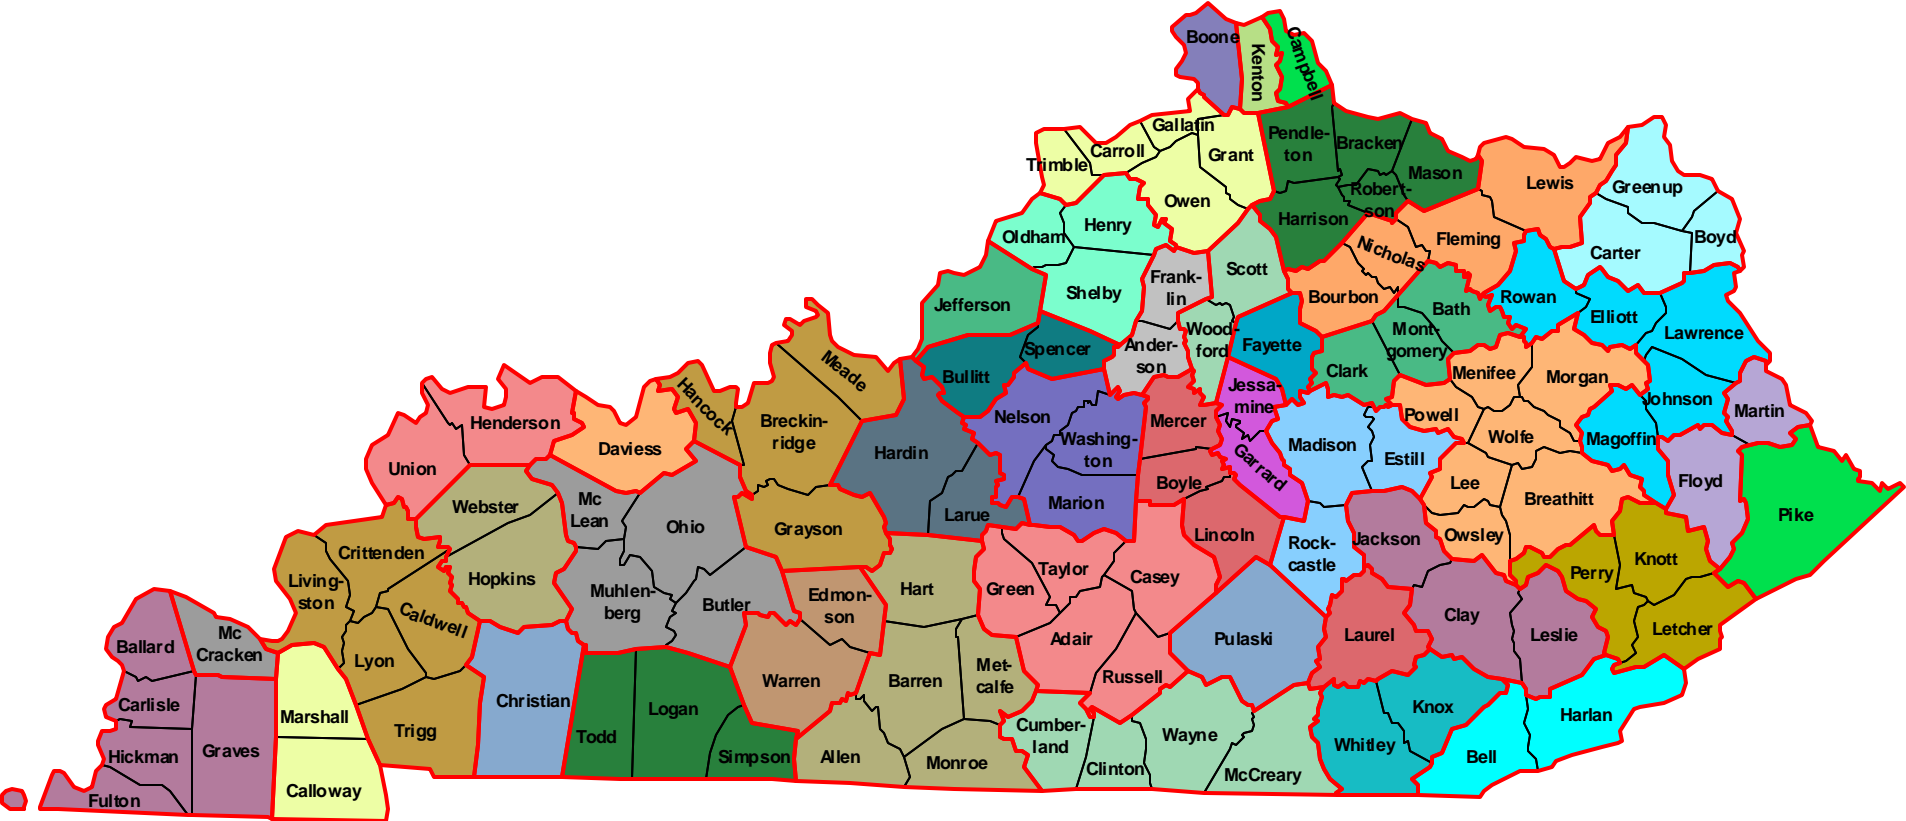 Boone
Kenton
Campbell
Gallatin
Carroll
Trimble
Grant
Owen
Pendle-
ton
Bracken
Mason
Robert-
son
Harrison
Lewis
Greenup
Boyd
Carter
Fleming
Nicholas
Bourbon
Henry
Oldham
Shelby
Jefferson
Frank-
lin
Scott
Wood-
ford
Fayette
Ander-
son
Spencer
Bullitt
Bath
Mont-
gomery
Clark
Rowan
Elliott
Lawrence
Menifee
Morgan
Johnson
Martin
Magoffin
Floyd
Pike
Powell
Wolfe
Lee
Breathitt
Owsley
Estill
Madison
Jessa-
mine
Garrard
Mercer
Boyle
Lincoln
Nelson
Washing-
ton
Marion
Hardin
Larue
Meade
Breckin-
ridge
Hancock
Grayson
Daviess
Henderson
Union
Webster
Mc
Lean
Ohio
Hopkins
Muhlen-
berg
Butler
Crittenden
Living-
ston
Caldwell
Lyon
Trigg
Ballard
Mc
Cracken
Carlisle
Hickman
Fulton
Graves
Marshall
Calloway
Christian
Todd
Logan
Simpson
Warren
Edmon-
son
Hart
Barren
Met-
calfe
Allen
Monroe
Green
Taylor
Adair
Casey
Russell
Cumber-
land
Clinton
Wayne
McCreary
Pulaski
Rock-
castle
Jackson
Laurel
Clay
Leslie
Perry
Knott
Letcher
Whitley
Knox
Bell
Harlan